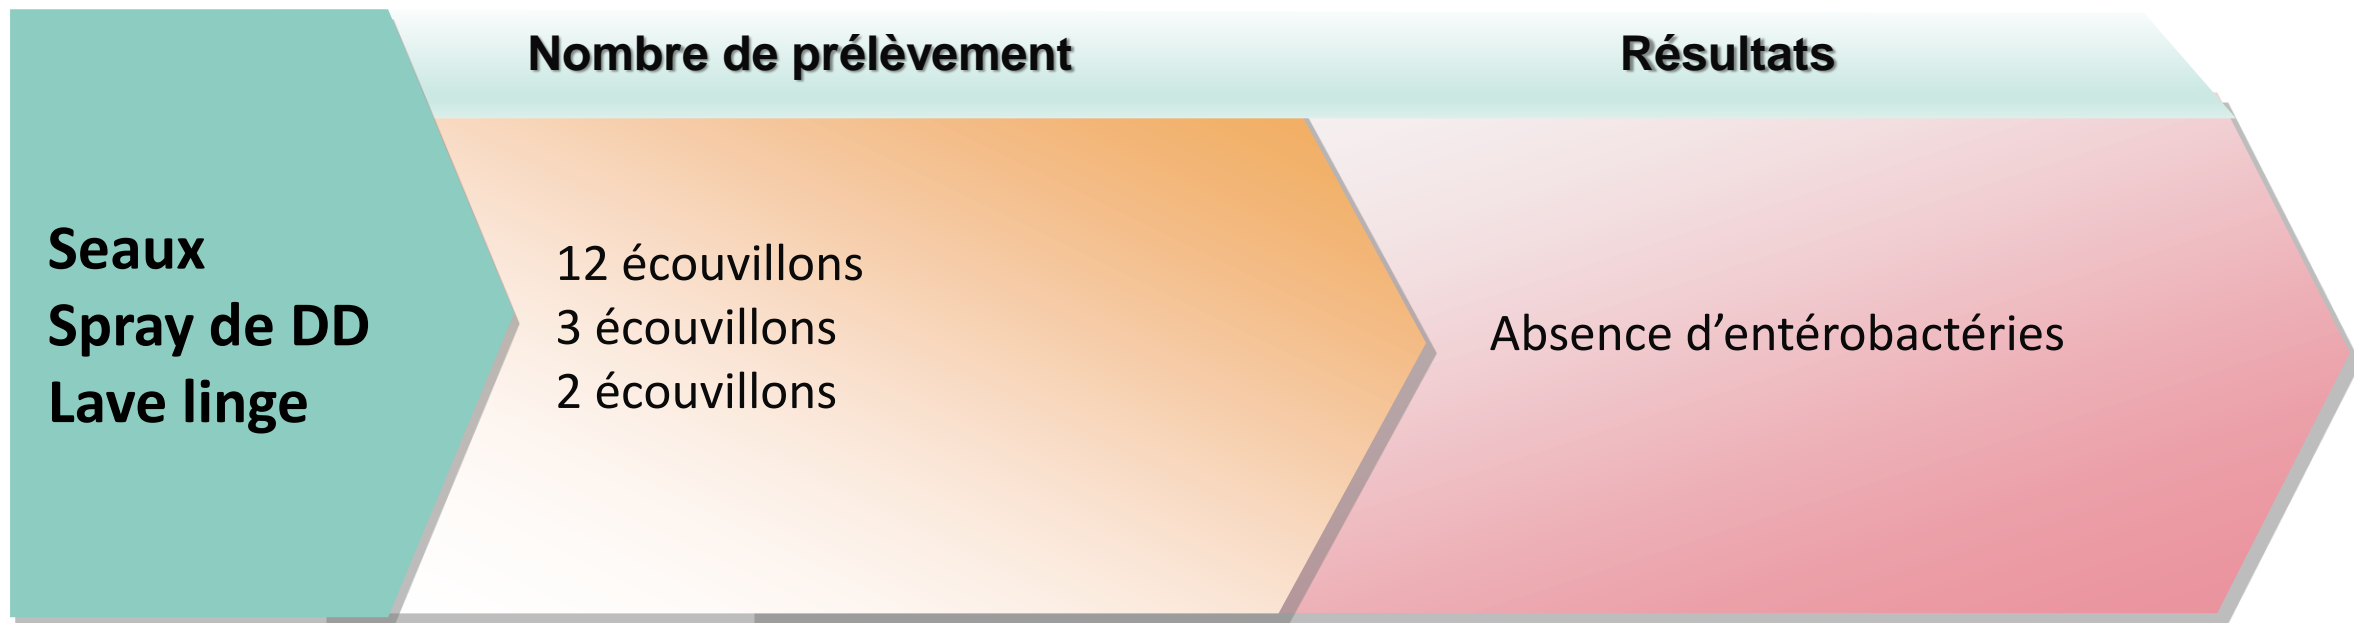 Nombre de prélèvement
Résultats
Seaux
Spray de DD
Lave linge
12 écouvillons
3 écouvillons
2 écouvillons
Absence d’entérobactéries